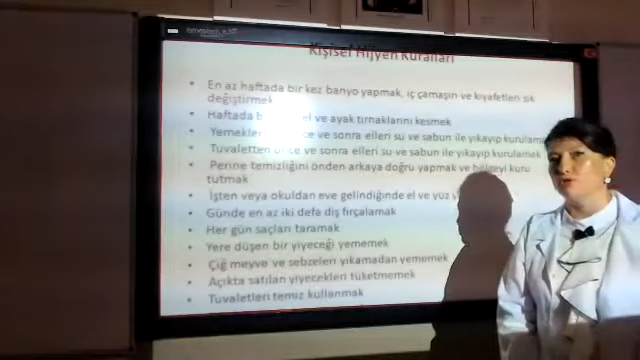 Kişisel Hijyen Kuralları
• En az haftada bir kez banyo yapmak, iç çamaşırı ve kıyafetleri sık
değiştirmek
• Haftada b el ve ayak tırnaklarını kesmek
• Yemekler ce ve sonra elleri su ve sabun ile yıkayıp kurulamak
• Tuvaletten önce ve sonra elleri su ve sabun ile yıkayıp kurulamak
• Perine temizliğini önden arkaya doğru yapmak ve bölgeyi kuru
tutmak
• İşten veya okuldan eve gelindiğinde el ve yüz
• Günde en az iki defa diş fırçalamak
• Her gün saçları taramak
• Yere düşen bir yiyeceği yememek
• Çiğ meyve ve sebzeleri yıkamadan yememek
• Açıkta satılan yiyecekleri tüketmemek
• Tuvaletleri temiz kullanmak